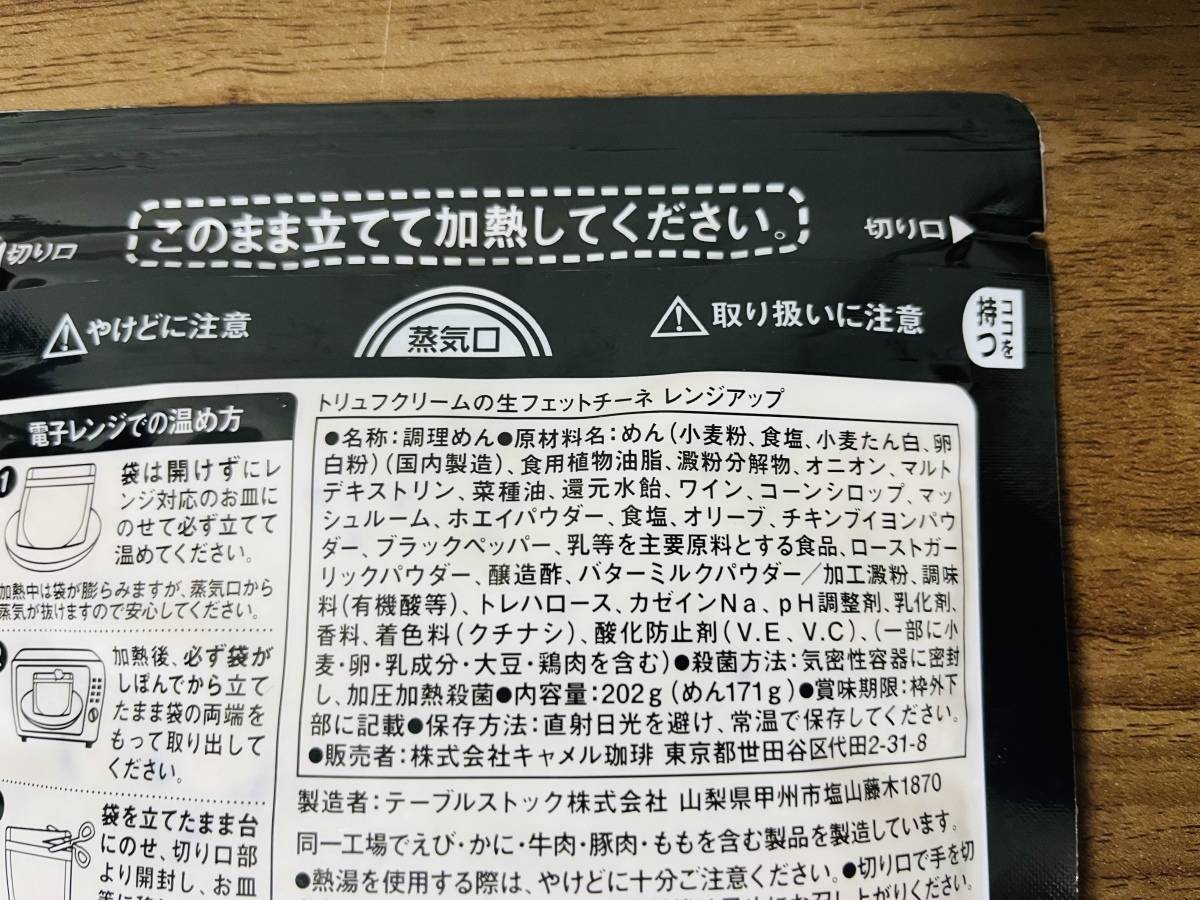 このまま立てて加熱してください。
切り口
切り口
やけどに注意
蒸気口
取り扱いに注意
ココを
持つ
電子レンジでの温め方
1
袋は開けずにレ
ンジ対応のお皿に
のせて必ず立てて
温めてください。
加熱中は袋が膨らみますが、蒸気口から
蒸気が抜けますので安心してください。
加熱後、必ず袋が
しぼんでから立て
たまま袋の両端を
もって取り出して
ください。
袋を立てたまま台
にのせ、切り口部
より開封し、お皿
トリュフクリームの生フェットチーネ レンジアップ
●名称：調理めん●原材料名：めん（小麦粉、食塩、小麦たん白、卵
白粉）（国内製造）、食用植物油脂、澱粉分解物、オニオン、マルト
デキストリン、菜種油、還元水飴、ワイン、コーンシロップ、マッ
シュルーム、ホエイパウダー、食塩、オリーブ、チキンブイヨンパウ
ダー、ブラックペッパー、乳等を主要原料とする食品、ローストガー
リックパウダー、醸造酢、バターミルクパウダー／加工澱粉、調味
料（有機酸等）、トレハロース、カゼインNa、pH調整剤、乳化剤、
香料、着色料（クチナシ）、酸化防止剤（V.E、V.C）、（一部に小
麦・卵・乳成分・大豆・鶏肉を含む）●殺菌方法：気密性容器に密封
し、加圧加熱殺菌●内容量：202g（めん171g）●賞味期限：枠外下
部に記載●保存方法：直射日光を避け、常温で保存してください。
●販売者：株式会社キャメル珈琲 東京都世田谷区代田2-31-8
製造者：テーブルストック株式会社 山梨県甲州市塩山藤木1870
同一工場でえび・かに・牛肉・豚肉・ももを含む製品を製造しています。
●熱湯を使用する際は、やけどに十分ご注意ください。●切り口で手を切